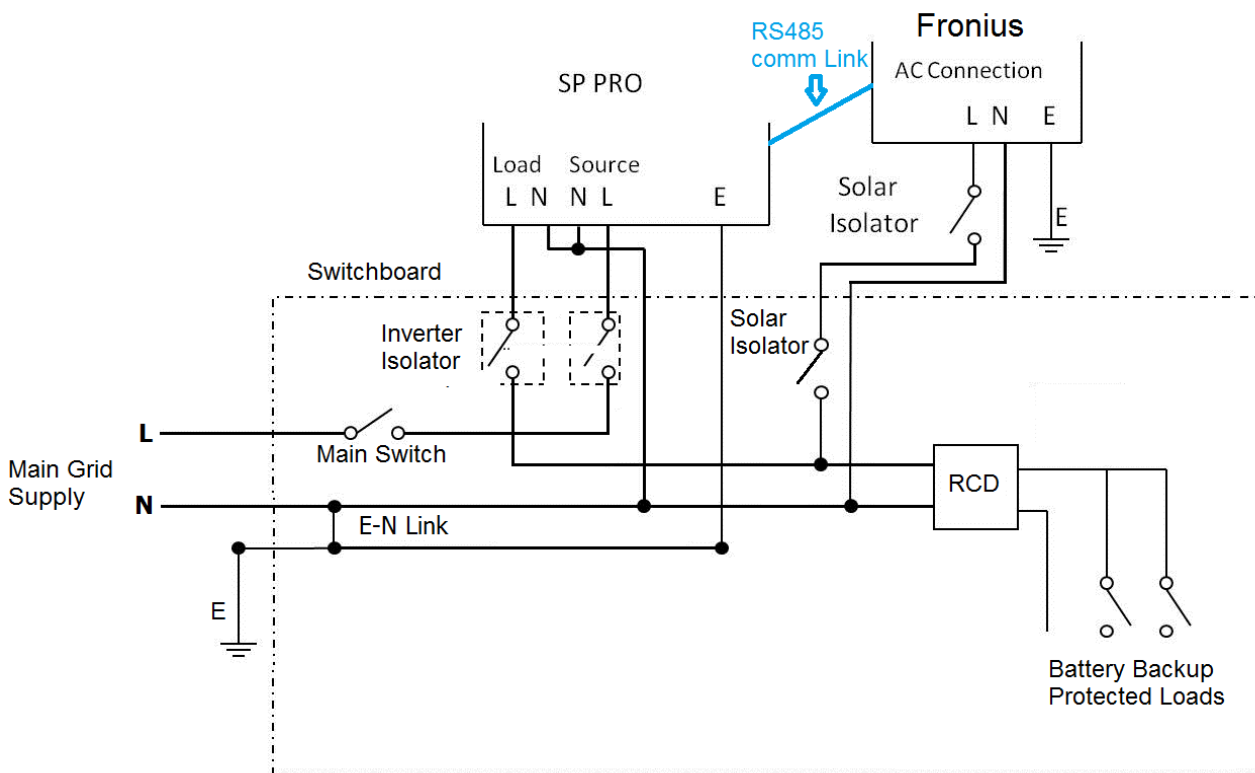 Fronius
RS485
comm Link
AC Connection
SP PRO
L N E
Load Source
L N N L E
Solar
Isolator
E
Switchboard
Inverter
Isolator
Solar
Isolator
L
Main Switch
Main Grid
Supply
RCD
N
E-N Link
E
Battery Backup
Protected Loads